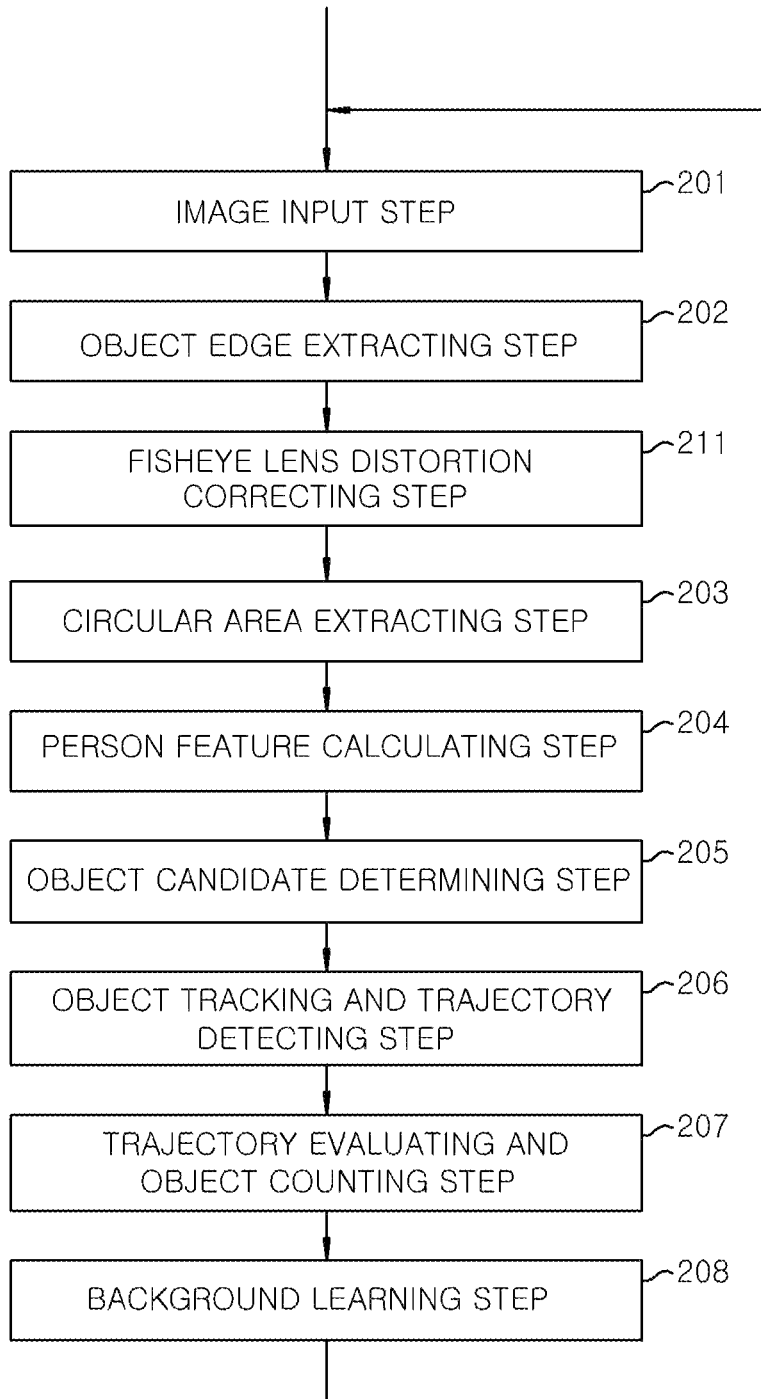 IMAGE INPUT STEP
201
OBJECT EDGE EXTRACTING STEP
202
FISHEYE LENS DISTORTION
CORRECTING STEP
211
CIRCULAR AREA EXTRACTING STEP
203
PERSON FEATURE CALCULATING STEP
204
OBJECT CANDIDATE DETERMINING STEP
205
OBJECT TRACKING AND TRAJECTORY
DETECTING STEP
206
TRAJECTORY EVALUATING AND
OBJECT COUNTING STEP
207
BACKGROUND LEARNING STEP
208